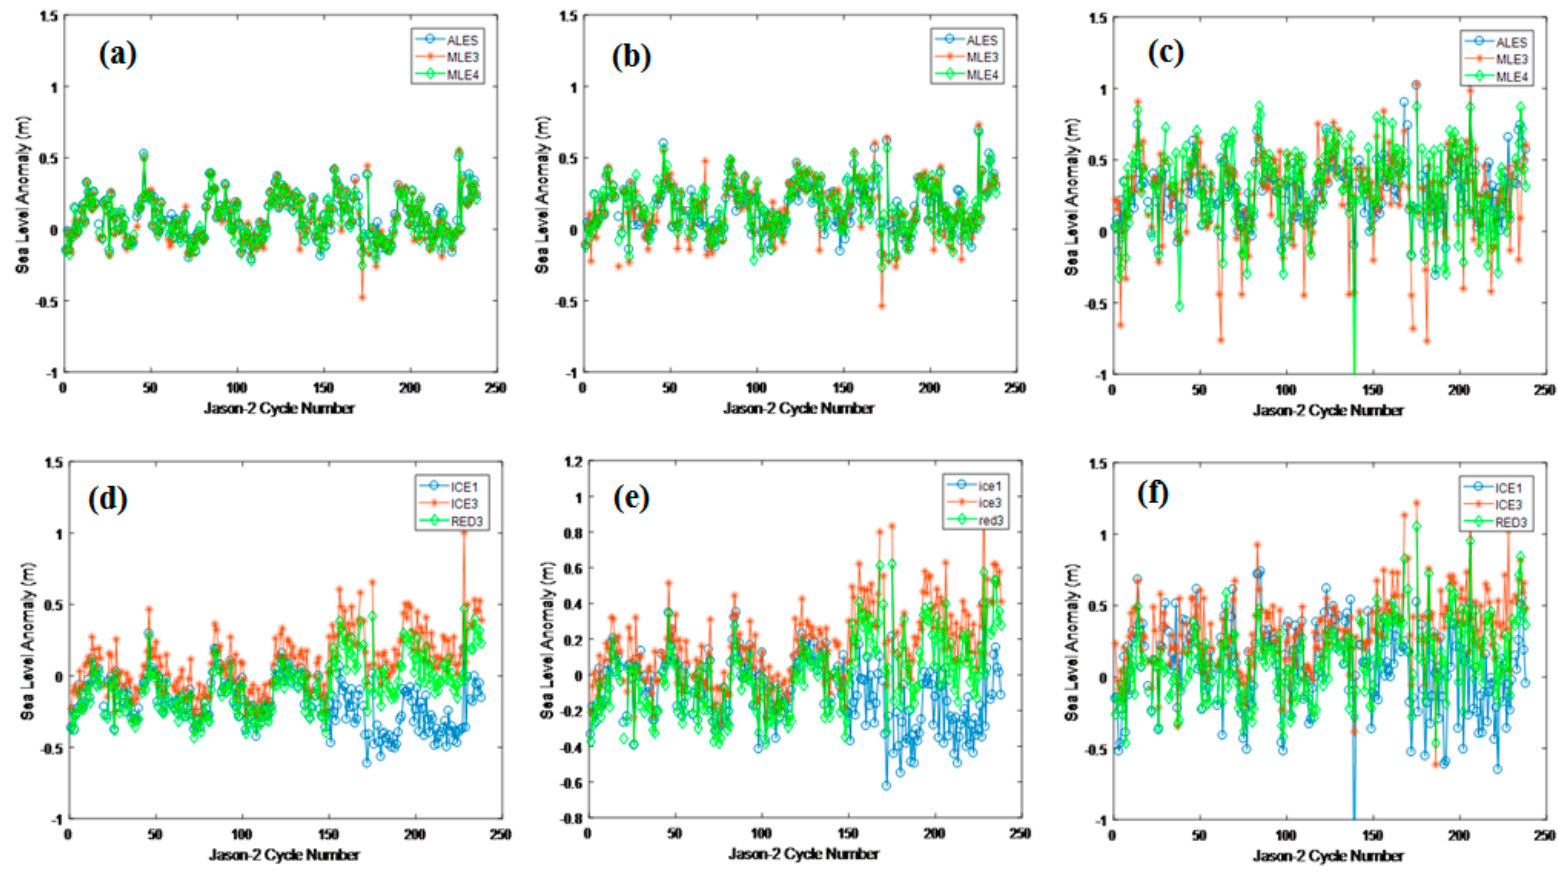 (a)
ALES
MLE3
MLE4
1.5
1
0.5
0
-0.5
-1
Sea Level Anomaly (m)
0 50 100 150 200 250
Jason-2 Cycle Number
(b)
ALES
MLE3
MLE4
1.5
1
0.5
0
-0.5
-1
Sea Level Anomaly (m)
0 50 100 150 200 250
Jason-2 Cycle Number
(c)
ALES
MLE3
MLE4
1.5
1
0.5
0
-0.5
-1
Sea Level Anomaly (m)
0 50 100 150 200 250
Jason-2 Cycle Number
(d)
ICE1
ICE3
RED3
1.5
1
0.5
0
-0.5
-1
Sea Level Anomaly (m)
0 50 100 150 200 250
Jason-2 Cycle Number
(e)
ice1
ice3
red3
1.2
1
0.8
0.6
0.4
0.2
0
-0.2
-0.4
-0.6
-0.8
Sea Level Anomaly (m)
0 50 100 150 200 250
Jason-2 Cycle Number
(f)
ICE1
ICE3
RED3
1.5
1
0.5
0
-0.5
-1
Sea Level Anomaly (m)
0 50 100 150 200 250
Jason-2 Cycle Number